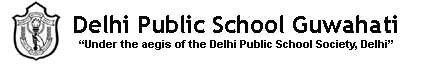 Delhi Public School Guwahati
“Under the aegis of the Delhi Public School Society, Delhi”